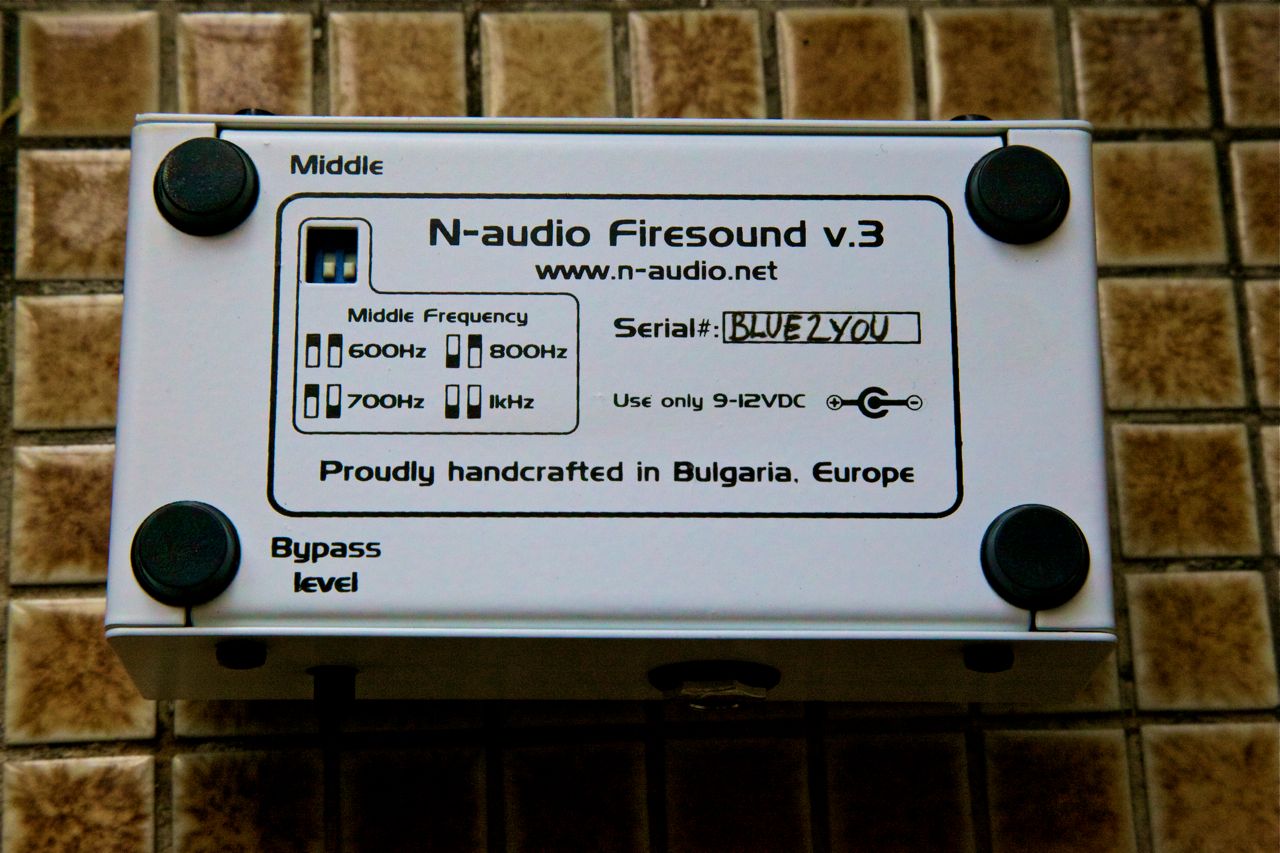 Middle
N-audio Firesound v.3
www.n-audio.net
Middle Frequency
Serial#: BLUE2YOU
600Hz 800Hz
700Hz 1kHz
Use only 9-12VDC
Proudly handcrafted in Bulgaria, Europe
Bypass
level